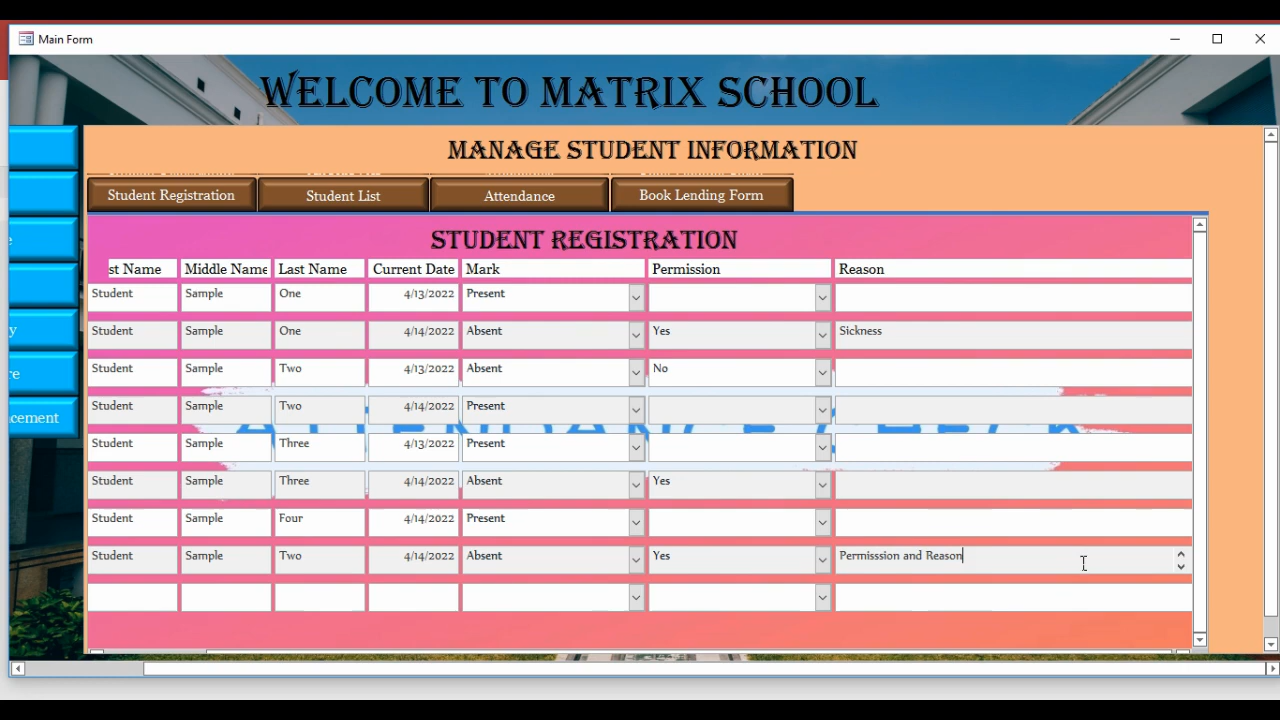 Main Form
WELCOME TO MATRIX SCHOOL
MANAGE STUDENT INFORMATION
Student Registration Student List Attendance Book Lending Form
STUDENT REGISTRATION
st Name Middle Name Last Name Current Date Mark Permission Reason
Student Sample One 4/13/2022 Present
Student Sample One 4/14/2022 Absent Yes Sickness
Student Sample Two 4/13/2022 Absent No
Student Sample Two 4/14/2022 Present
Student Sample Three 4/13/2022 Present
Student Sample Three 4/14/2022 Absent Yes
Student Sample Four 4/14/2022 Present
Student Sample Two 4/14/2022 Absent Yes Permisssion and Reason
e
y
re
cement